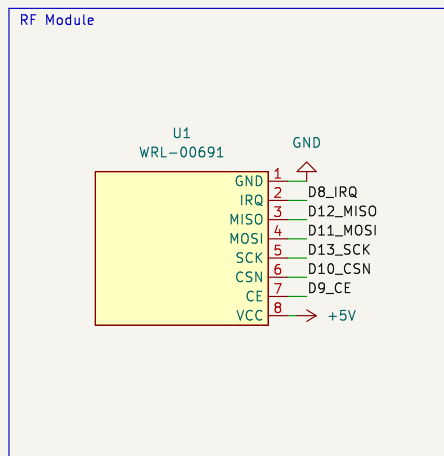 RF Module
U1
WRL-00691
GND
GND 1
IRQ 2 D8_IRQ
MISO 3 D12_MISO
MOSI 4 D11_MOSI
SCK 5 D13_SCK
CSN 6 D10_CSN
CE 7 D9_CE
VCC 8 +5V